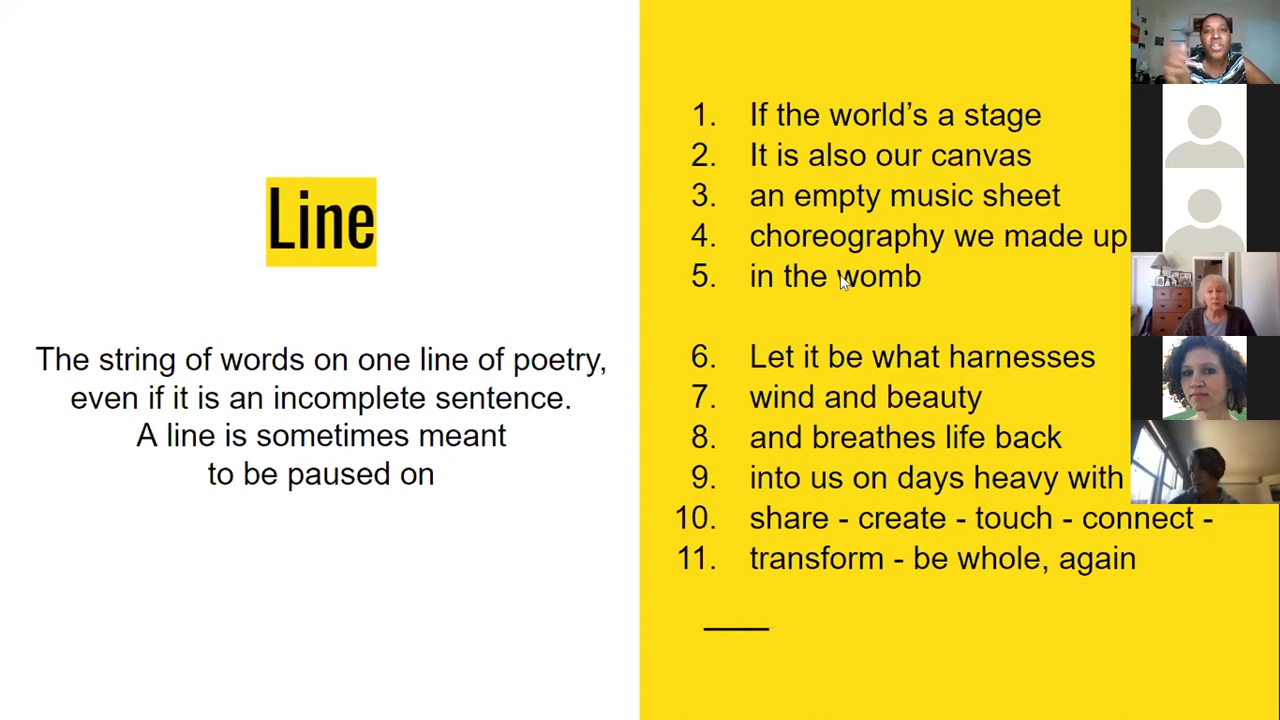 Line
The string of words on one line of poetry,
even if it is an incomplete sentence.
A line is sometimes meant
to be paused on
1. If the world’s a stage
2. It is also our canvas
3. an empty music sheet
4. choreography we made up
5. in the womb
6. Let it be what harnesses
7. wind and beauty
8. and breathes life back
9. into us on days heavy with
10. share - create - touch - connect -
11. transform - be whole, again